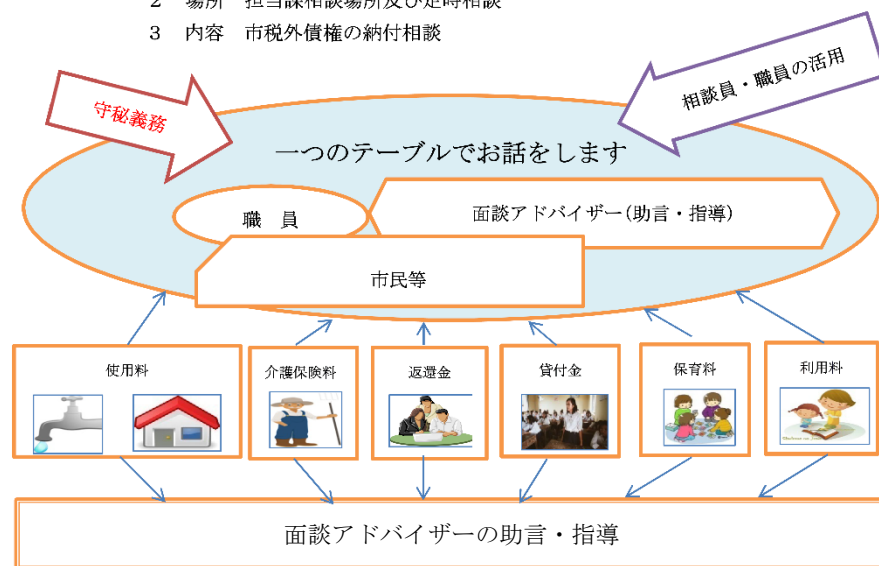 2　場所　担当課相談場所及び定時相談
3　内容　市税外債権の納付相談
守秘義務
相談員・職員の活用
一つのテーブルでお話をします
職　員
面談アドバイザー(助言・指導)
市民等
使用料
介護保険料
返還金
貸付金
保育料
利用料
面談アドバイザーの助言・指導